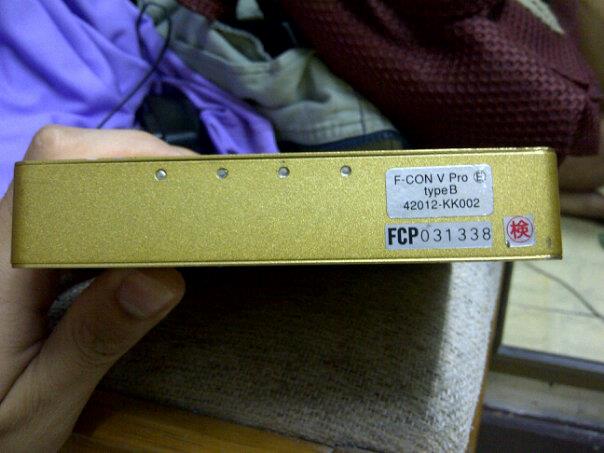 F-CON V Pro Ⓔ
typeB
42012-KK002
FCP031338
検